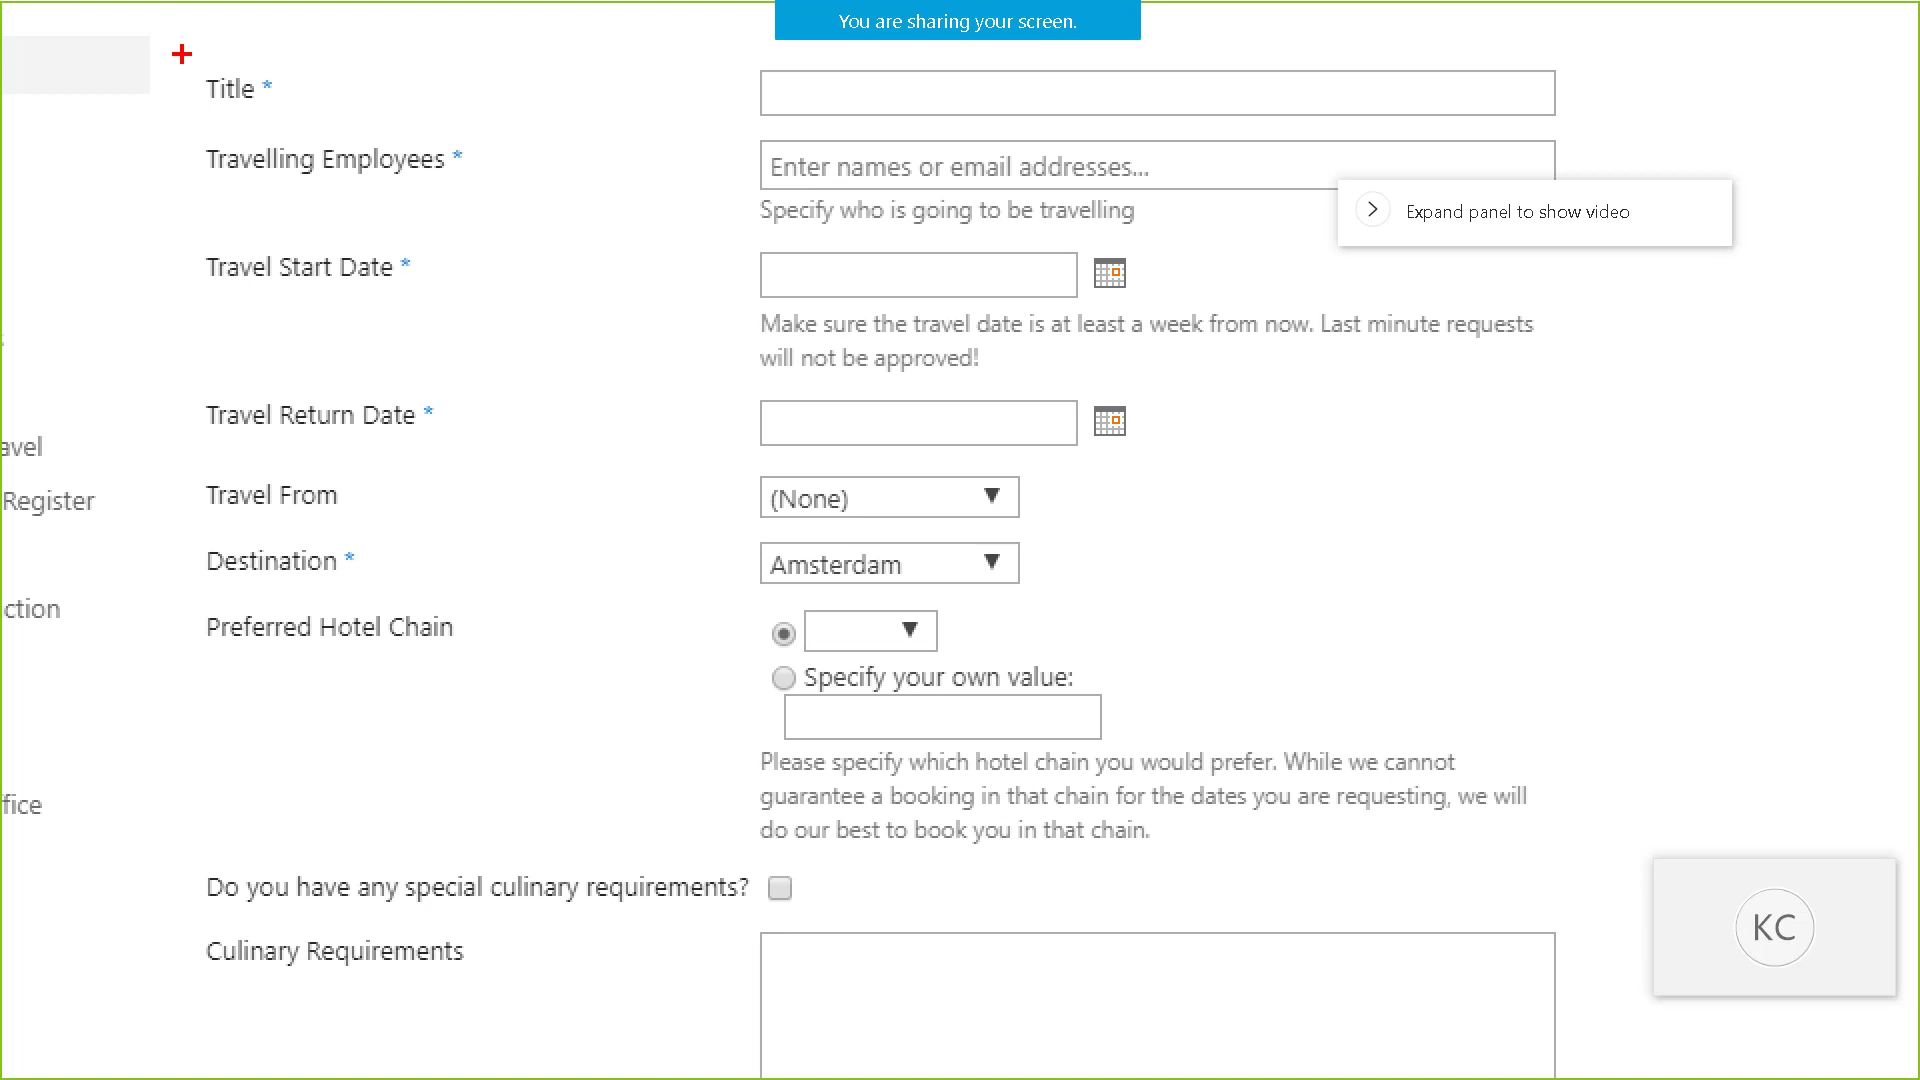 You are sharing your screen.
Title *
Travelling Employees *
Enter names or email addresses...
Specify who is going to be travelling
Expand panel to show video
Travel Start Date *
Make sure the travel date is at least a week from now. Last minute requests
will not be approved!
Travel Return Date *
avel
Travel From
(None)
Register
Destination *
Amsterdam
ction
Preferred Hotel Chain
Specify your own value:
Please specify which hotel chain you would prefer. While we cannot
guarantee a booking in that chain for the dates you are requesting, we will
do our best to book you in that chain.
fice
Do you have any special culinary requirements?
KC
Culinary Requirements